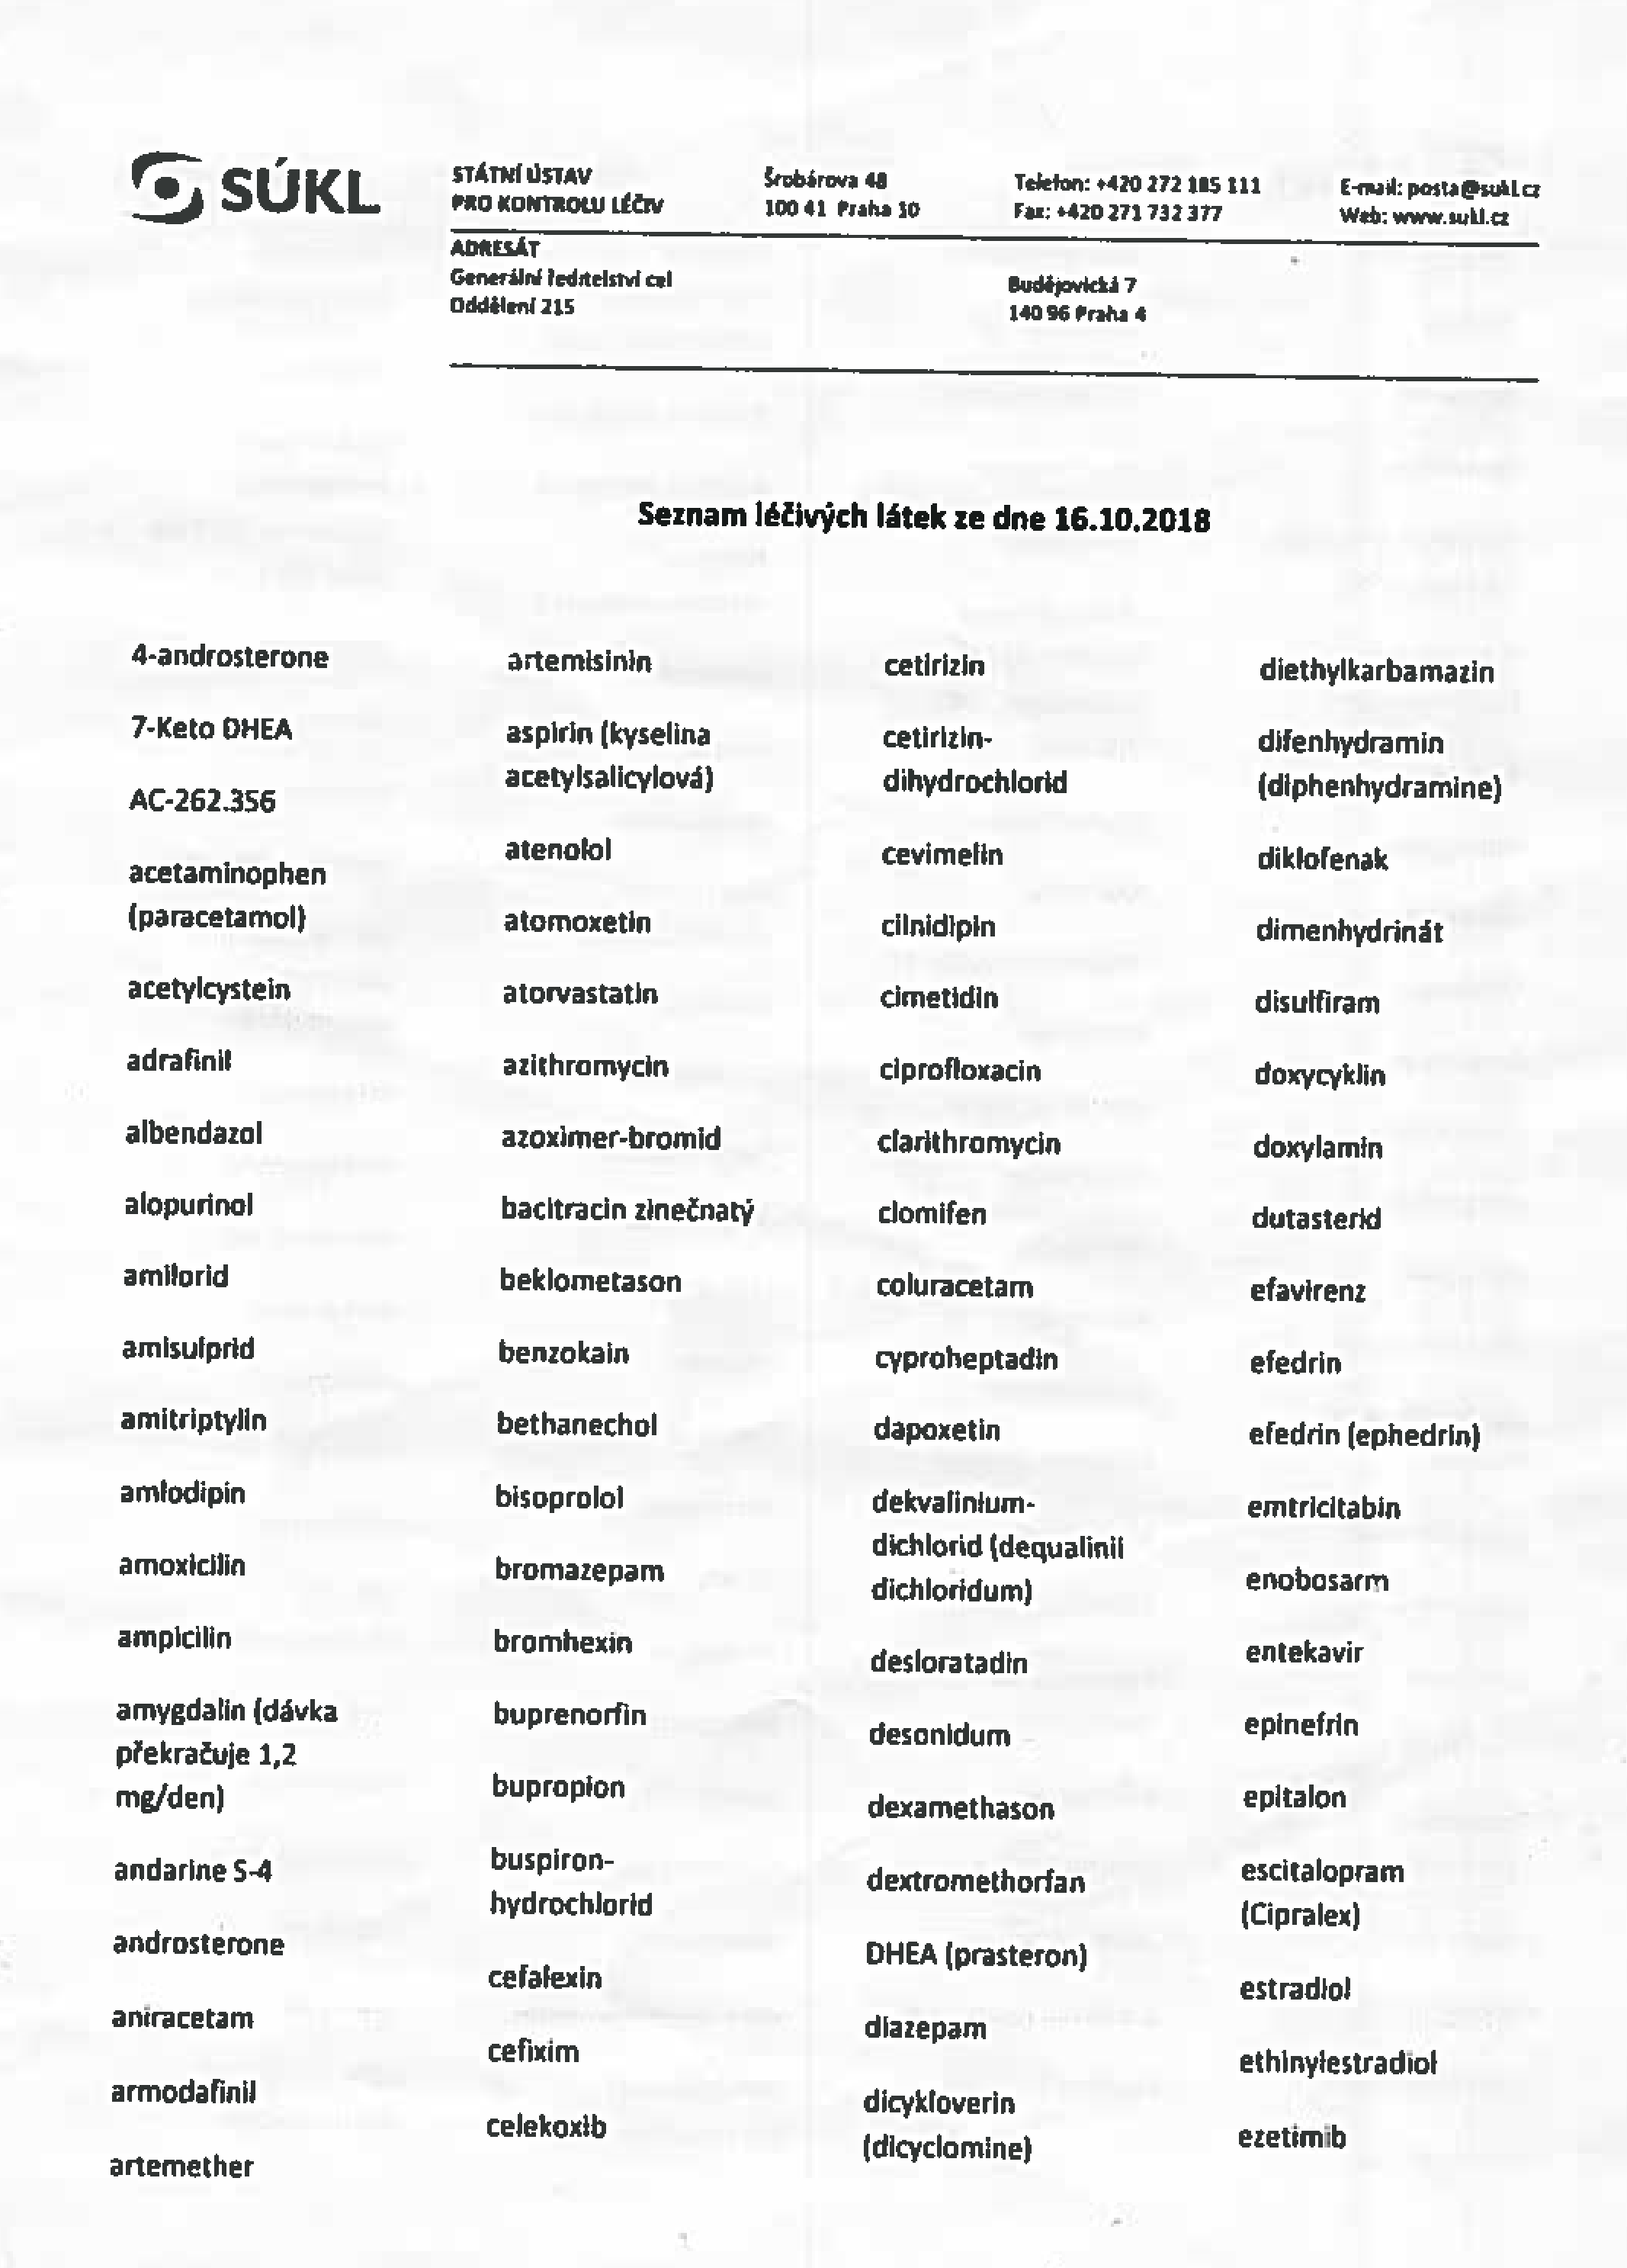 SÚKL
STÁTNÍ ÚSTAV
PRO KONTROLU LÉČIV
Šrobárova 48
100 41 Praha 10
Telefon: +420 272 185 111
Fax: +420 271 732 377
E-mail: posta@sukl.cz
Web: www.sukl.cz
ADRESÁT
Generální ředitelství cel
Oddělení 215
Budějovická 7
140 96 Praha 4
Seznam léčivých látek ze dne 16.10.2018
4-androsterone
7-Keto DHEA
AC-262.356
acetaminophen
(paracetamol)
acetylcystein
adrafinil
albendazol
alopurinol
amilorid
amisulprid
amitriptylin
amlodipin
amoxicilin
ampicilin
amygdalin (dávka
překračuje 1,2
mg/den)
andarine S-4
androsterone
aniracetam
armodafinil
artemether
artemisinin
aspirin (kyselina
acetylsalicylová)
atenolol
atomoxetin
atorvastatin
azithromycin
azoximer-bromid
bacitracin zinečnatý
beklometason
benzokain
bethanechol
bisoprolol
bromazepam
bromhexin
buprenorfin
bupropion
buspiron-
hydrochlorid
cefalexin
cefixim
celekoxib
cetirizin
cetirizin-
dihydrochlorid
cevimelin
cilnidipin
cimetidin
ciprofloxacin
clarithromycin
clomifen
coluracetam
cyproheptadin
dapoxetin
dekvalinium-
dichlorid (dequalinii
dichloridum)
desloratadin
desonidum
dexamethason
dextromethorfan
DHEA (prasteron)
diazepam
dicykloverin
(dicyclomine)
diethylkarbamazin
difenhydramin
(diphenhydramine)
diklofenak
dimenhydrinát
disulfiram
doxycyklin
doxylamin
dutasterid
efavirenz
efedrin
efedrin (ephedrin)
emtricitabin
enobosarm
entekavir
epinefrin
epitalon
escitalopram
(Cipralex)
estradiol
ethinylestradiol
ezetimib